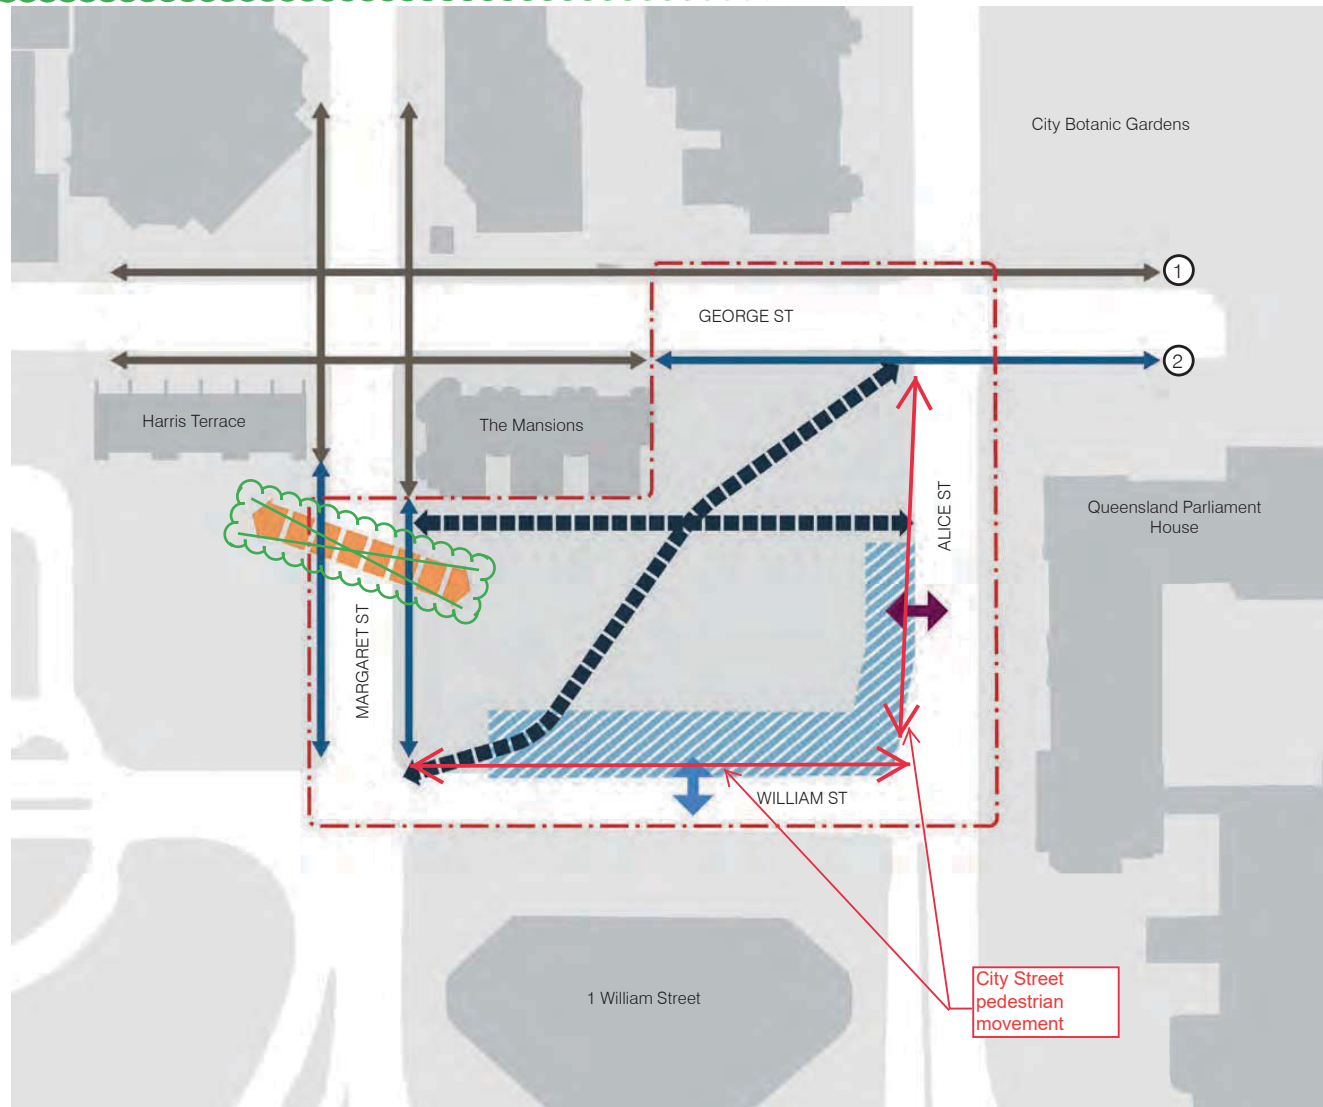 City Botanic Gardens
1
GEORGE ST
2
Harris Terrace
The Mansions
ALICE ST
Queensland Parliament
House
MARGARET ST
WILLIAM ST
1 William Street
City Street
pedestrian
movement